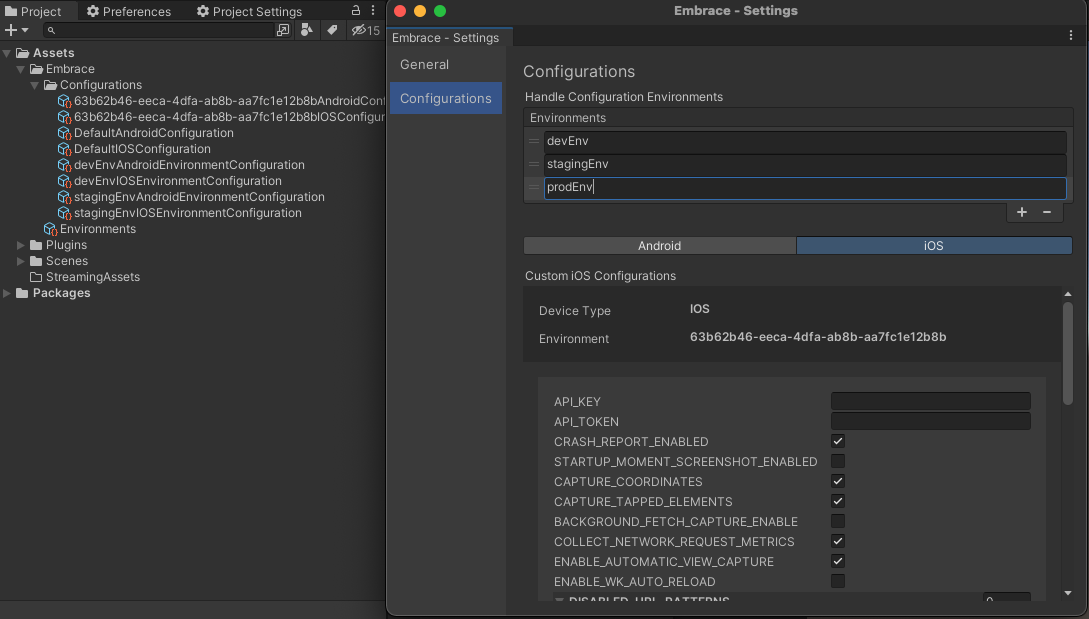 Project
Preferences
Project Settings
15
Assets
Embrace
Configurations
63b62b46-eeca-4dfa-ab8b-aa7fc1e12b8bAndroidConf
63b62b46-eeca-4dfa-ab8b-aa7fc1e12b8bIOSConfigur
DefaultAndroidConfiguration
DefaultIOSConfiguration
devEnvAndroidEnvironmentConfiguration
devEnvIOSEnvironmentConfiguration
stagingEnvAndroidEnvironmentConfiguration
stagingEnvIOSEnvironmentConfiguration
Environments
Plugins
Scenes
StreamingAssets
Packages
Embrace - Settings
Embrace - Settings
General
Configurations
Configurations
Handle Configuration Environments
Environments
devEnv
stagingEnv
prodEnv
Android
iOS
Custom iOS Configurations
Device Type
IOS
Environment
63b62b46-eeca-4dfa-ab8b-aa7fc1e12b8b
API_KEY
API_TOKEN
CRASH_REPORT_ENABLED
STARTUP_MOMENT_SCREENSHOT_ENABLED
CAPTURE_COORDINATES
CAPTURE_TAPPED_ELEMENTS
BACKGROUND_FETCH_CAPTURE_ENABLE
COLLECT_NETWORK_REQUEST_METRICS
ENABLE_AUTOMATIC_VIEW_CAPTURE
ENABLE_WK_AUTO_RELOAD
DISABLED_URL_PATTERNS
0